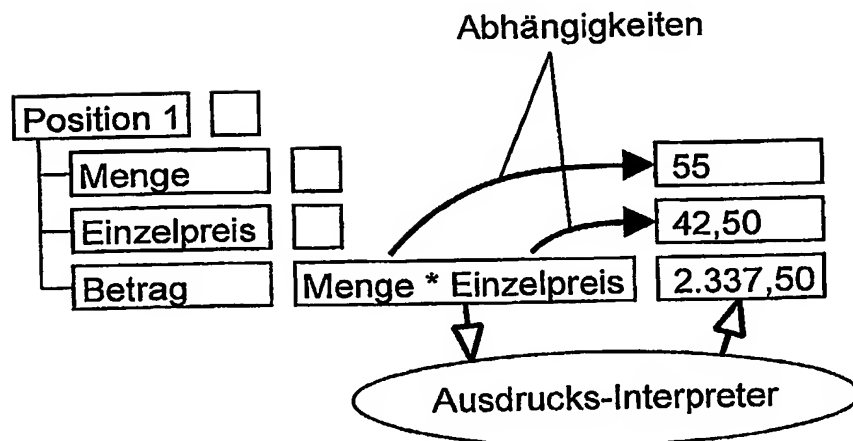 Abhängigkeiten
Position 1
Menge 55
Einzelpreis 42,50
Betrag Menge * Einzelpreis 2.337,50
Ausdrucks-Interpreter